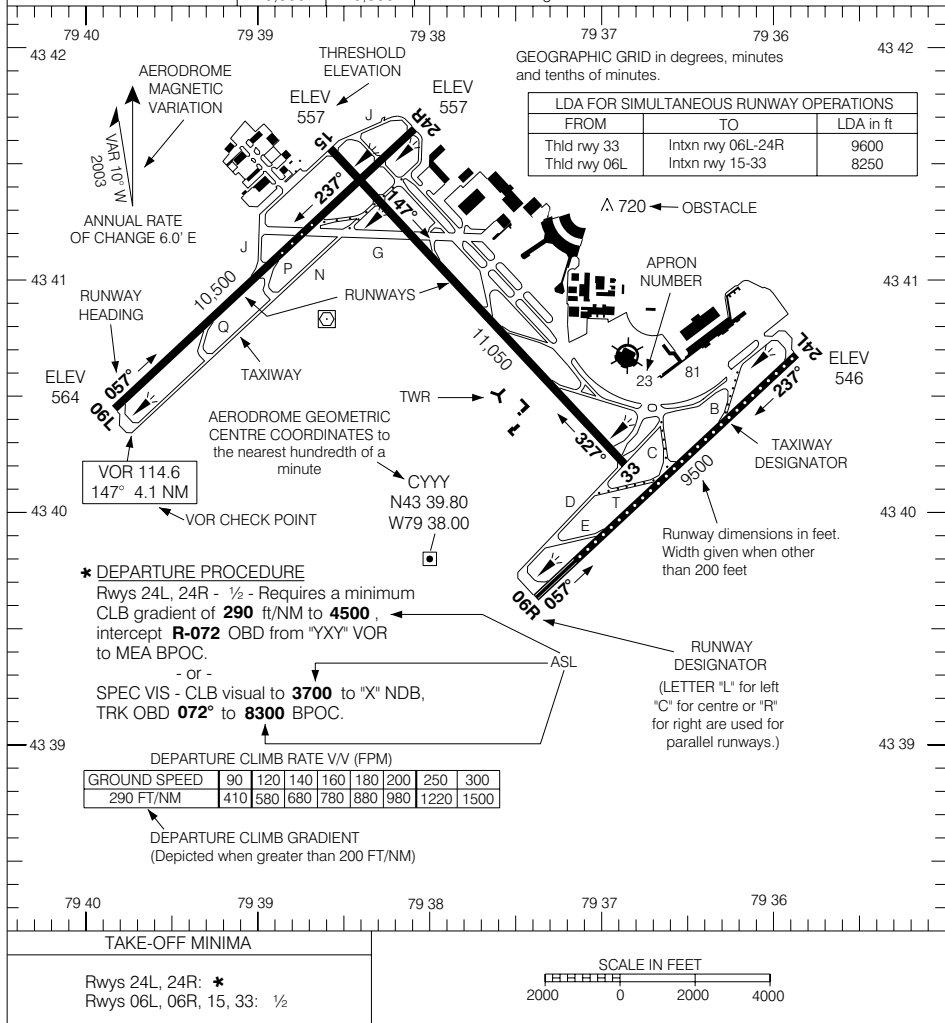 79 40 79 39 79 38 79 37 79 36
43 42 43 42
AERODROME
MAGNETIC
VARIATION
THRESHOLD
ELEVATION
ELEV
557
ELEV
557
GEOGRAPHIC GRID in degrees, minutes
and tenths of minutes.
LDA FOR SIMULTANEOUS RUNWAY OPERATIONS
FROM TO LDA in ft
Thld rwy 33 Intxn rwy 06L-24R 9600
Thld rwy 06L Intxn rwy 15-33 8250
VAR 10° W
2003
ANNUAL RATE
OF CHANGE 6.0' E
J
15
24R
237°
147°
720
OBSTACLE
J
P
N
G
43 41 43 41
APRON
NUMBER
RUNWAY
HEADING
10,500
RUNWAYS
Q
TAXIWAY
11,050
23
81
24L
ELEV
546
237°
ELEV
564
057°
06L
TWR
B
TAXIWAY
DESIGNATOR
327°
33
C
9500
AERODROME GEOMETRIC
CENTRE COORDINATES to
the nearest hundredth of a
minute
VOR 114.6
147° 4.1 NM
VOR CHECK POINT
CYYY
N43 39.80
W79 38.00
D
T
E
43 40 43 40
Runway dimensions in feet.
Width given when other
than 200 feet
057°
06R
* DEPARTURE PROCEDURE
Rwys 24L, 24R - ½ - Requires a minimum
CLB gradient of 290 ft/NM to 4500 ,
intercept R-072 OBD from "YXY" VOR
to MEA BPOC.
- or -
SPEC VIS - CLB visual to 3700 to "X" NDB,
TRK OBD 072° to 8300 BPOC.
ASL
RUNWAY
DESIGNATOR
(LETTER "L" for left
"C" for centre or "R"
for right are used for
parallel runways.)
43 39 43 39
DEPARTURE CLIMB RATE V/V (FPM)
GROUND SPEED 90 120 140 160 180 200 250 300
290 FT/NM 410 580 680 780 880 980 1220 1500
DEPARTURE CLIMB GRADIENT
(Depicted when greater than 200 FT/NM)
79 40 79 39 79 38 79 37 79 36
TAKE-OFF MINIMA
Rwys 24L, 24R: *
Rwys 06L, 06R, 15, 33: ½
SCALE IN FEET
2000 0 2000 4000